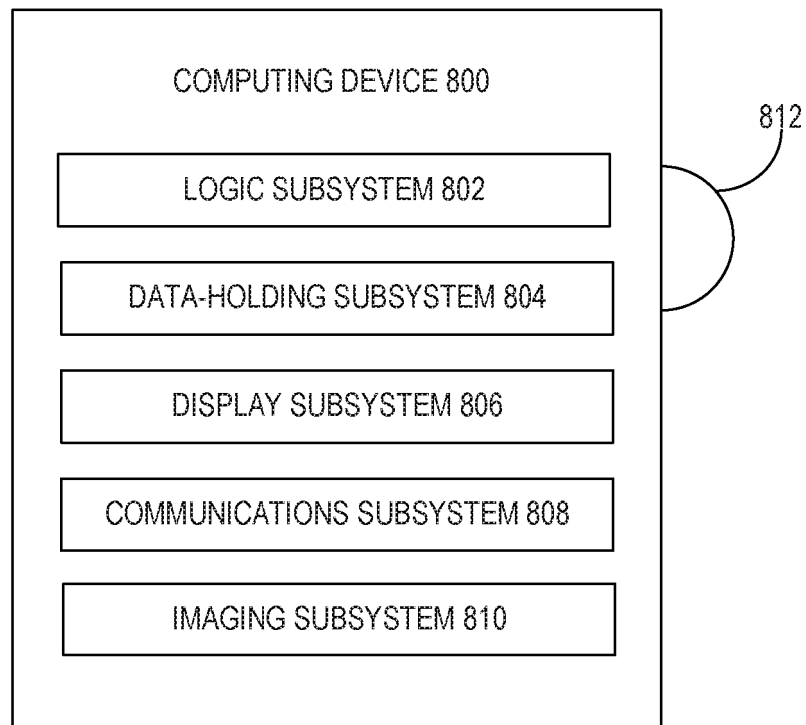 COMPUTING DEVICE 800
812
LOGIC SUBSYSTEM 802
DATA-HOLDING SUBSYSTEM 804
DISPLAY SUBSYSTEM 806
COMMUNICATIONS SUBSYSTEM 808
IMAGING SUBSYSTEM 810